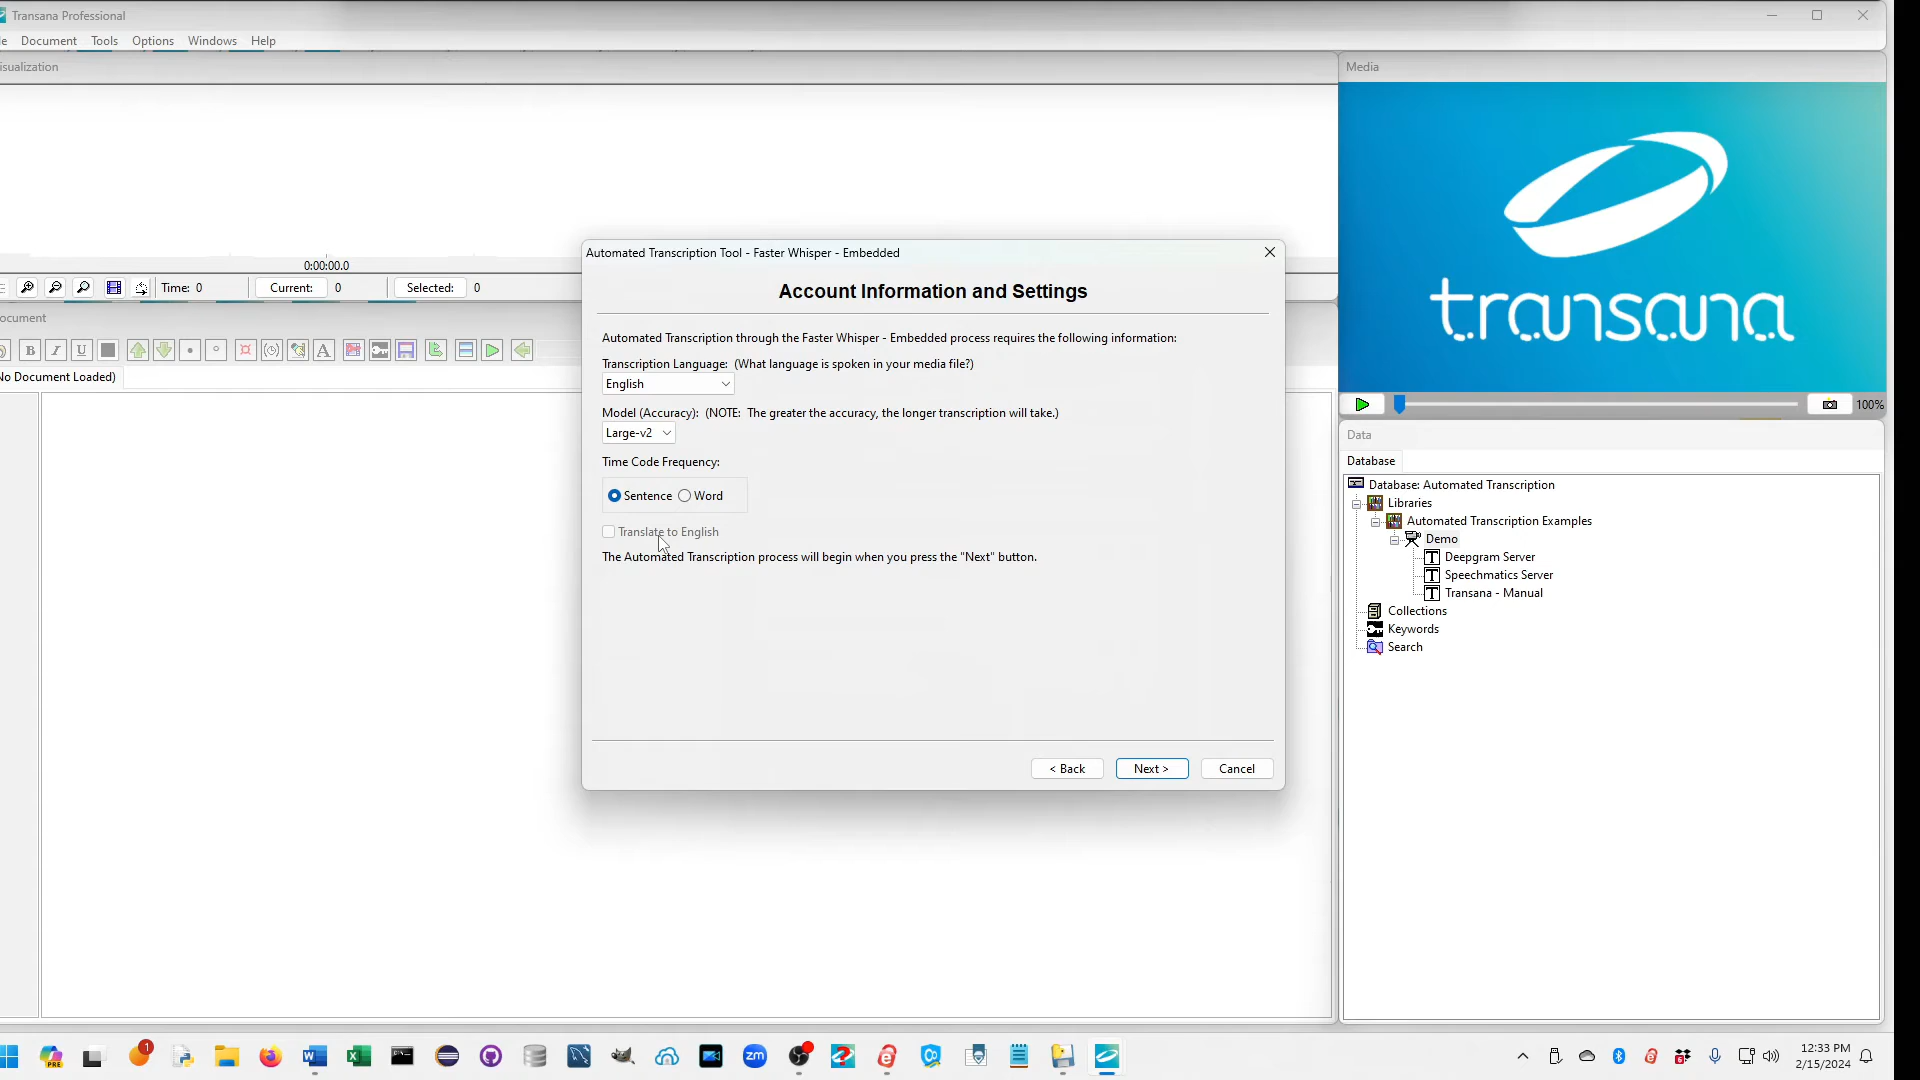 Transana Professional
Document Tools Options Windows Help
isualization
Media
0:00:00.0
Time: 0 Current: 0 Selected: 0
ocument
B I U A
No Document Loaded)
transana
100%
Automated Transcription Tool - Faster Whisper - Embedded
Account Information and Settings
Automated Transcription through the Faster Whisper - Embedded process requires the following information:
Transcription Language: (What language is spoken in your media file?)
English
Model (Accuracy): (NOTE: The greater the accuracy, the longer transcription will take.)
Large-v2
Time Code Frequency:
Sentence Word
Translate to English
The Automated Transcription process will begin when you press the "Next" button.
< Back Next > Cancel
Data
Database
Database: Automated Transcription
Libraries
Automated Transcription Examples
Demo
T Deepgram Server
T Speechmatics Server
T Transana - Manual
Collections
Keywords
Search
PRE 1 W X zm
12:33 PM
2/15/2024